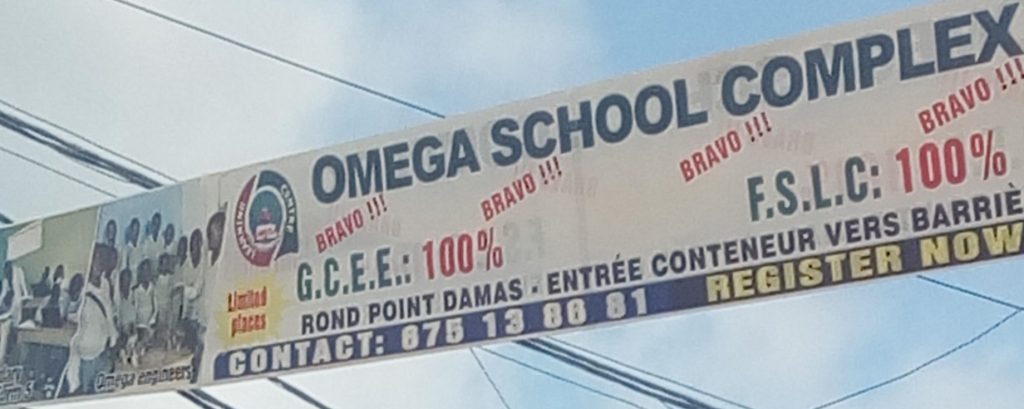 OMEGA SCHOOL COMPLEX
BRAVO !!! BRAVO !!! BRAVO !!! BRAVO !!!
G.C.E.E.: 100% F.S.L.C: 100%
ROND POINT DAMAS - ENTRÉE CONTENEUR VERS BARRIÈ
Limited
places
CONTACT: 675 13 86 81 REGISTER NOW
Omega engineers